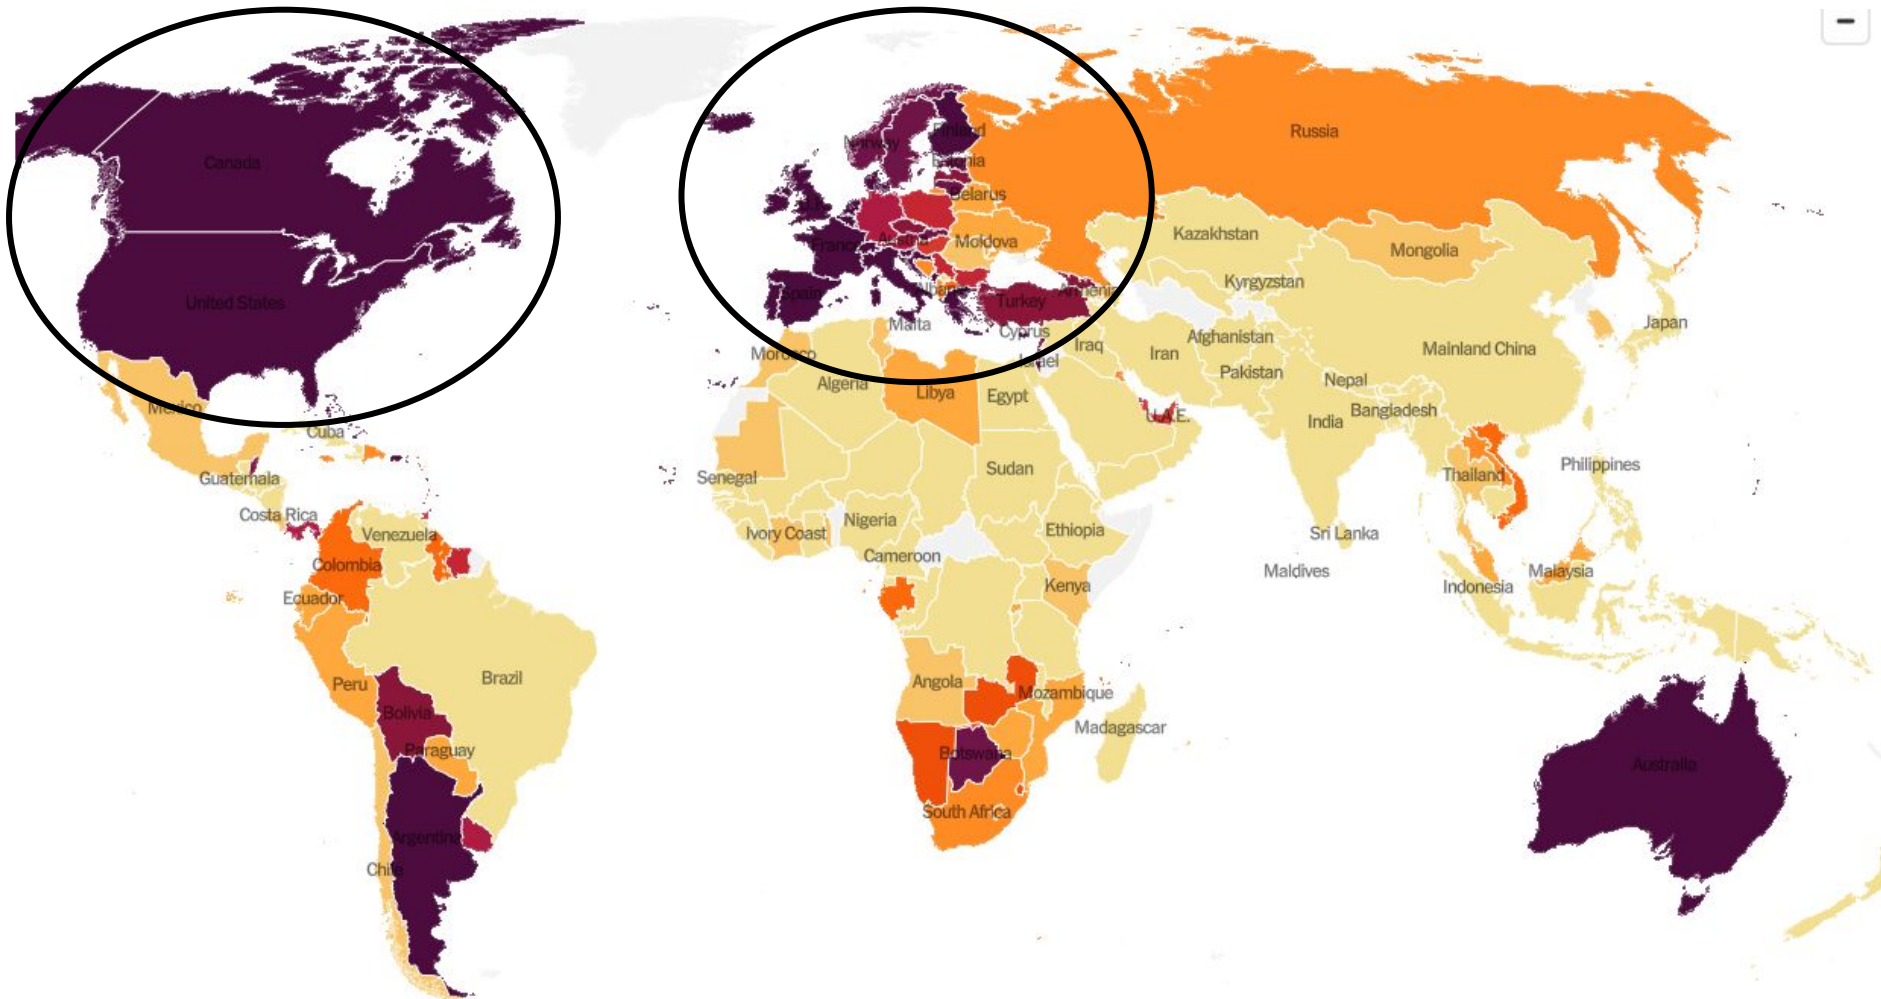 −
Canada
United States
Mexico
Cuba
Guatemala
Costa Rica
Venezuela
Colombia
Ecuador
Peru
Brazil
Bolivia
Paraguay
Argentina
Chile
Norway
Finland
Estonia
Belarus
France
Austria
Moldova
Spain
Albania
Turkey
Armenia
Malta
Cyprus
Israel
Russia
Kazakhstan
Mongolia
Kyrgyzstan
Japan
Afghanistan
Mainland China
Iraq
Iran
Pakistan
Nepal
Bangladesh
India
U.A.E.
Morocco
Algeria
Libya
Egypt
Senegal
Sudan
Ivory Coast
Nigeria
Ethiopia
Cameroon
Kenya
Thailand
Philippines
Sri Lanka
Maldives
Malaysia
Indonesia
Angola
Mozambique
Madagascar
Botswana
South Africa
Australia